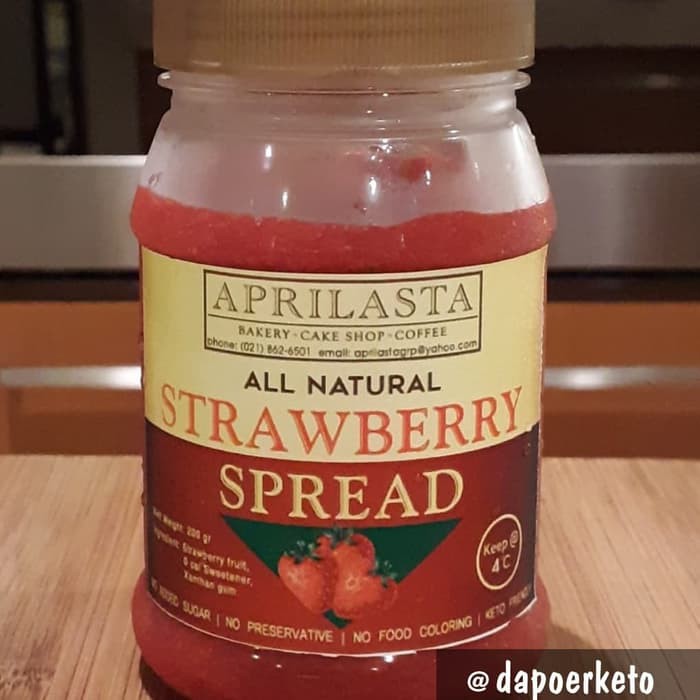 APRILASTA
BAKERY - CAKE SHOP - COFFEE
phone: (021) 862-6501 email: aprilastagrp@yahoo.com
ALL NATURAL
STRAWBERRY
SPREAD
Net Weight: 200 gr
Ingredient: Strawberry fruit,
0 cal Sweetener,
Xanthan gum
Keep @
4°C
NO ADDED SUGAR | NO PRESERVATIVE | NO FOOD COLORING | KETO FRIENDLY
@dapoerketo